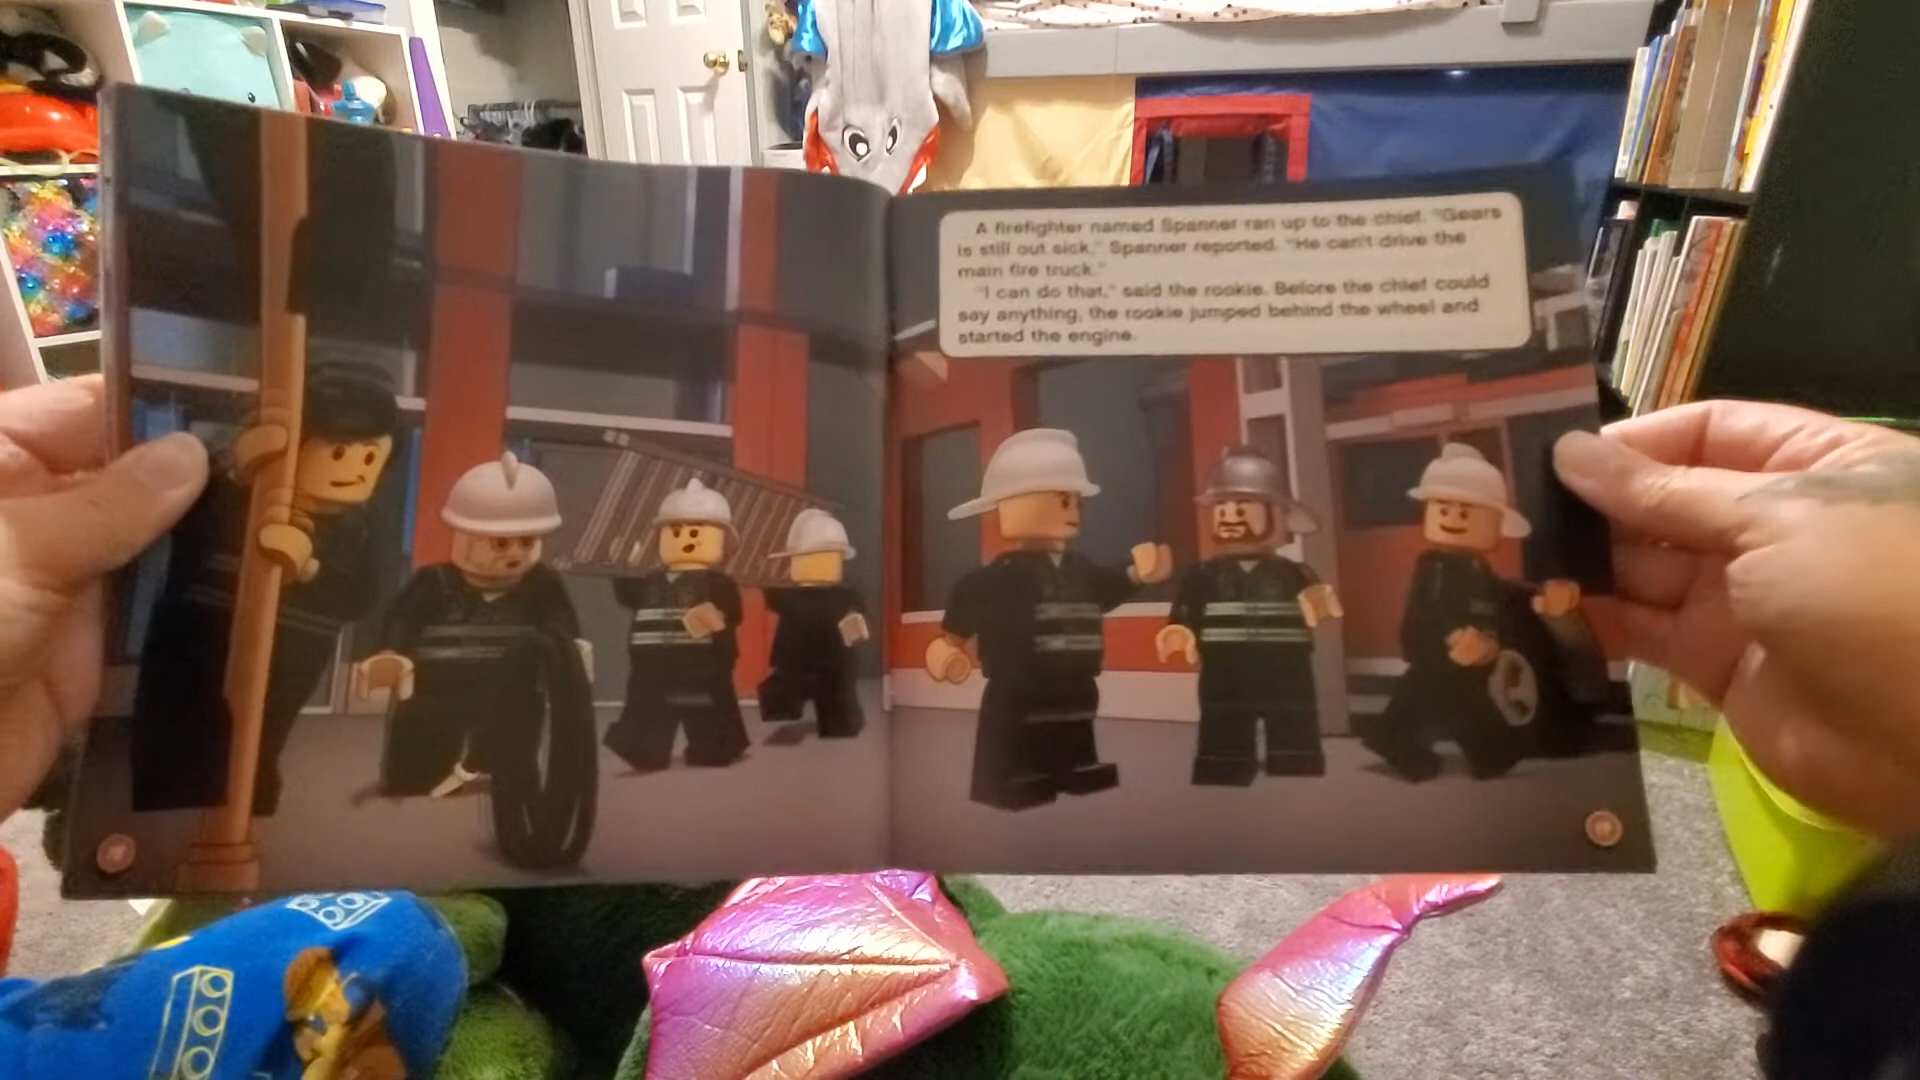 A firefighter named Spanner ran up to the chief. "Gears
is still out sick," Spanner reported. "He can't drive the
main fire truck."
"I can do that," said the rookie. Before the chief could
say anything, the rookie jumped behind the wheel and
started the engine.